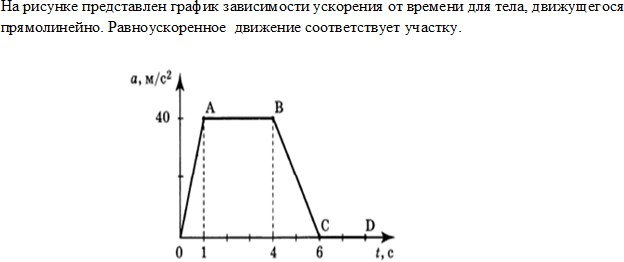 На рисунке представлен график зависимости ускорения от времени для тела, движущегося
прямолинейно. Равноускоренное движение соответствует участку.
a, м/с²
A B
40
C D
0 1 4 6 t, с